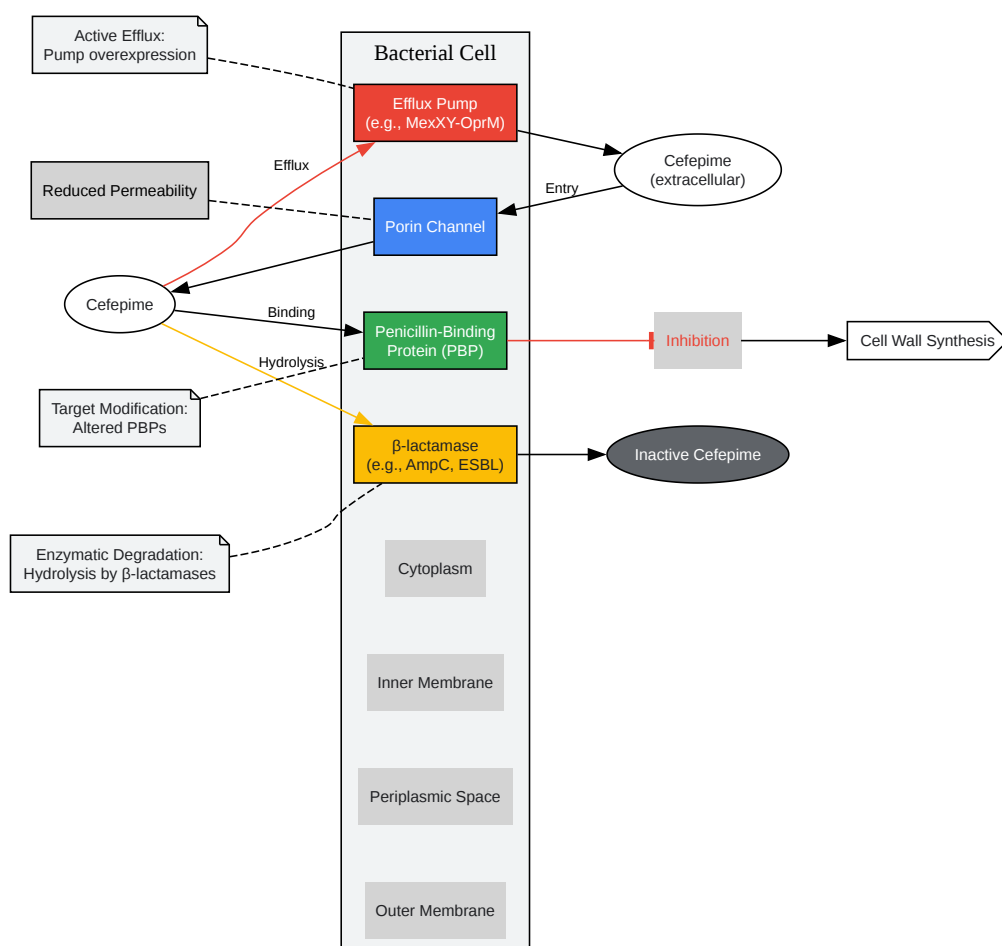 Active Efflux:
Pump overexpression
Bacterial Cell
Efflux Pump
(e.g., MexXY-OprM)
Efflux
Cefepime
(extracellular)
Reduced Permeability
Entry
Porin Channel
Cefepime
Binding
Penicillin-Binding
Protein (PBP)
Inhibition
Cell Wall Synthesis
Hydrolysis
Target Modification:
Altered PBPs
β-lactamase
(e.g., AmpC, ESBL)
Inactive Cefepime
Enzymatic Degradation:
Hydrolysis by β-lactamases
Cytoplasm
Inner Membrane
Periplasmic Space
Outer Membrane